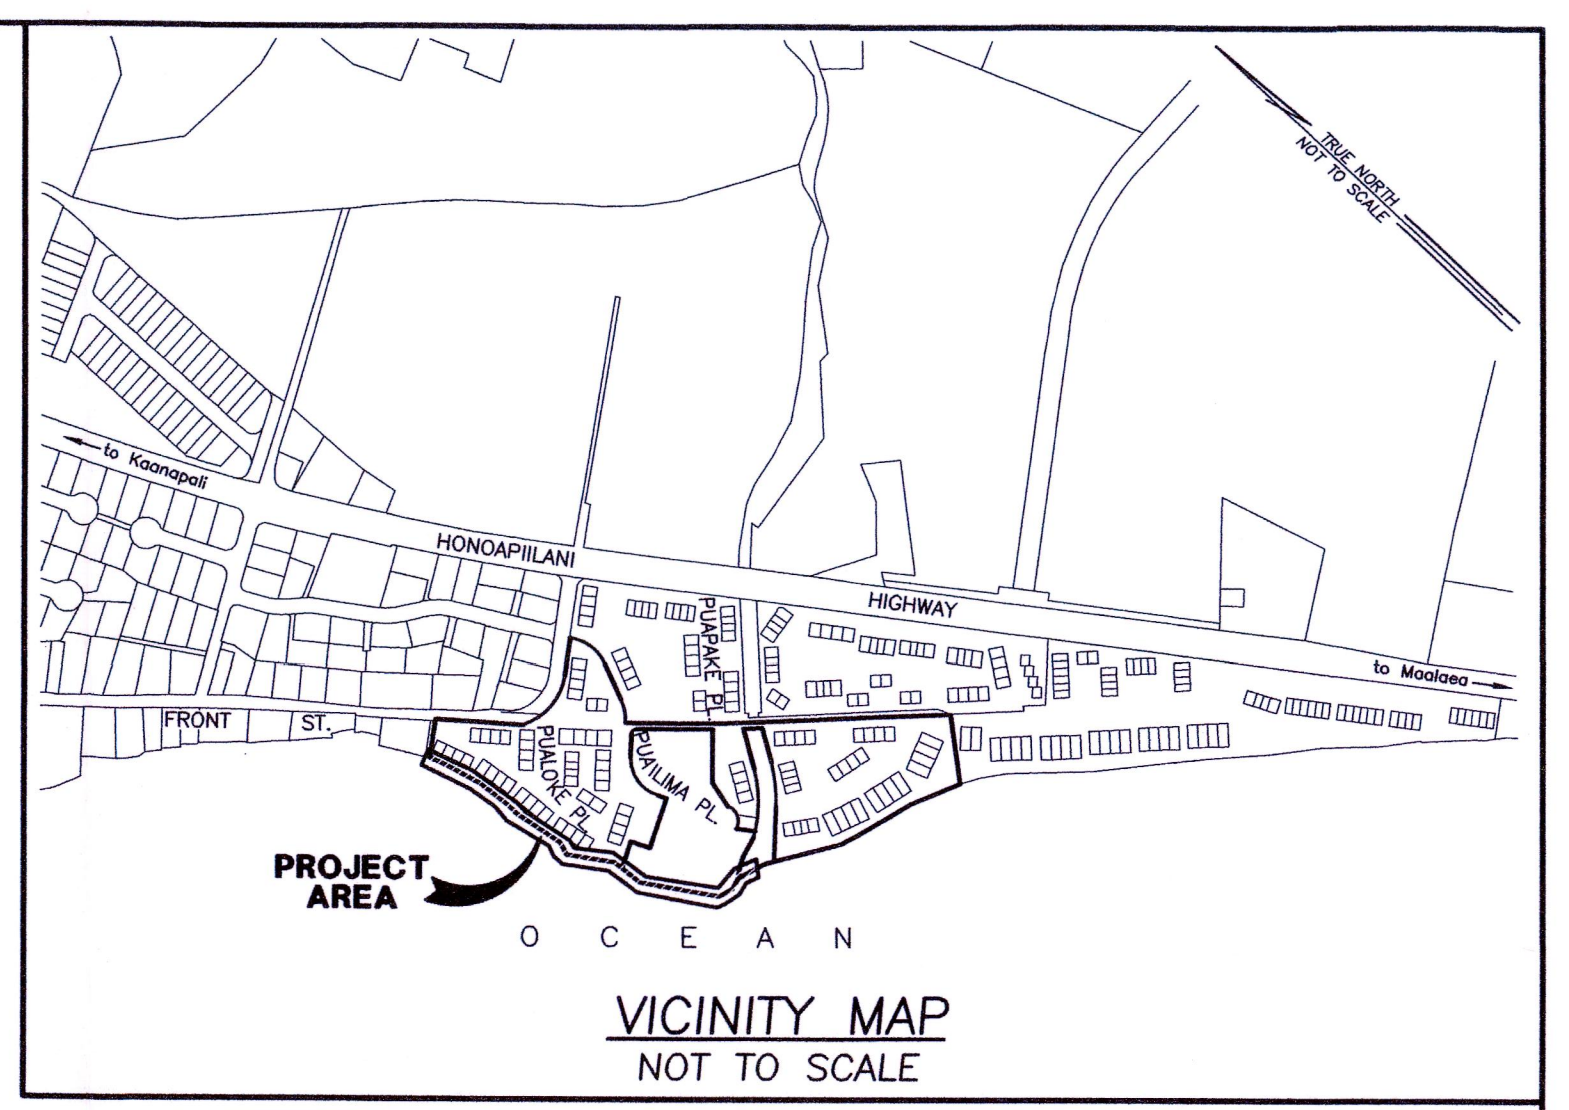 TRUE NORTH
NOT TO SCALE
to Kaanapali
HONOAPIILANI
HIGHWAY
to Maalaea
PUAPAKE PL.
FRONT ST.
PUALOKE PL.
PUAILIMA PL.
PROJECT
AREA
OCEAN
VICINITY MAP
NOT TO SCALE